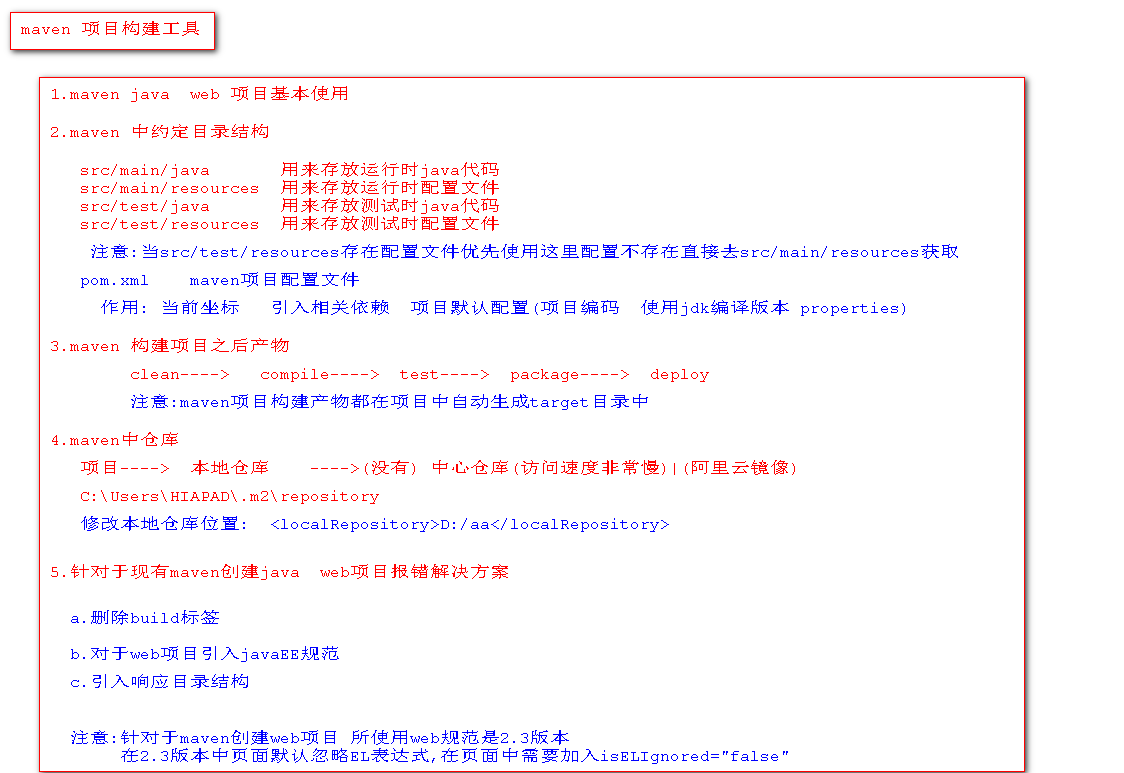 maven 项目构建工具
1.maven java  web 项目基本使用
2.maven 中约定目录结构
src/main/java       用来存放运行时java代码
src/main/resources  用来存放运行时配置文件
src/test/java       用来存放测试时java代码
src/test/resources  用来存放测试时配置文件
注意:当src/test/resources存在配置文件优先使用这里配置不存在直接去src/main/resources获取
pom.xml    maven项目配置文件
作用: 当前坐标   引入相关依赖  项目默认配置(项目编码  使用jdk编译版本 properties)
3.maven 构建项目之后产物
clean---->   compile---->  test---->  package---->  deploy
注意:maven项目构建产物都在项目中自动生成target目录中
4.maven中仓库
项目---->  本地仓库    ---->(没有) 中心仓库(访问速度非常慢)|(阿里云镜像)
C:\Users\HIAPAD\.m2\repository
修改本地仓库位置:  <localRepository>D:/aa</localRepository>
5.针对于现有maven创建java  web项目报错解决方案
a.删除build标签
b.对于web项目引入javaEE规范
c.引入响应目录结构
注意:针对于maven创建web项目 所使用web规范是2.3版本
在2.3版本中页面默认忽略EL表达式,在页面中需要加入isELIgnored="false"